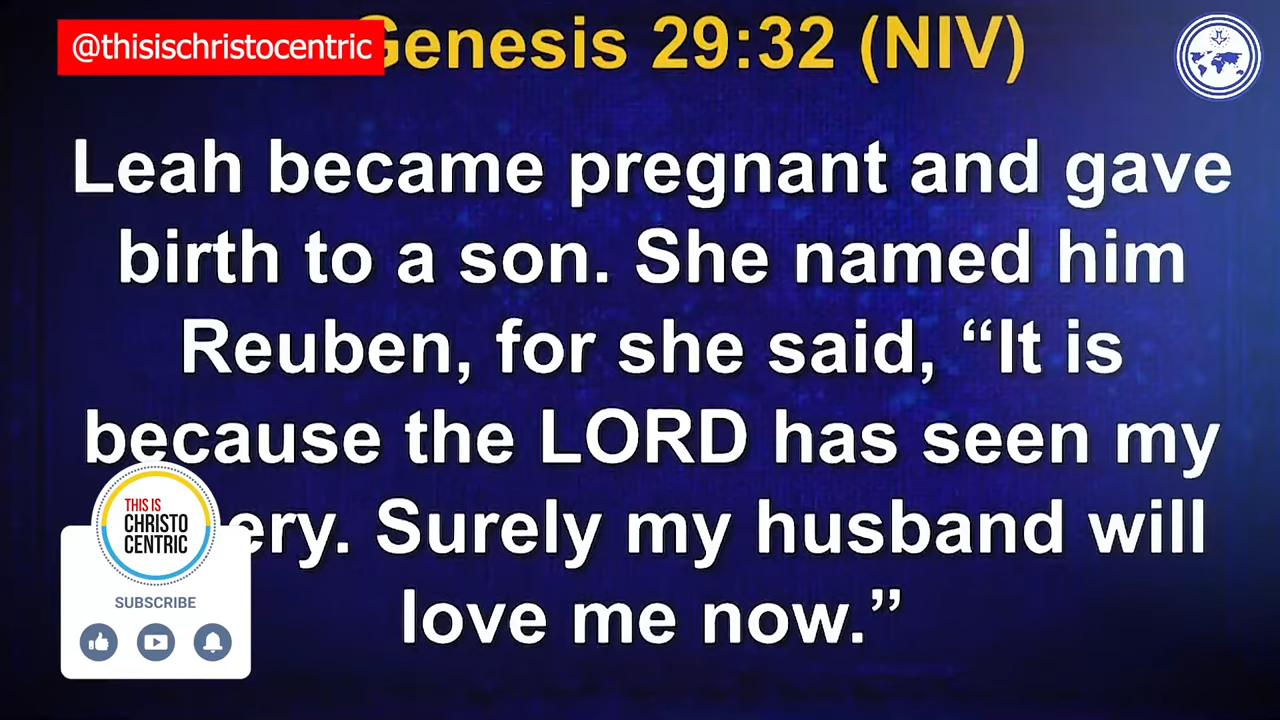 @thisischristocentric
Genesis 29:32 (NIV)
Leah became pregnant and gave
birth to a son. She named him
Reuben, for she said, “It is
because the LORD has seen my
ery. Surely my husband will
love me now.”
THIS IS
CHRISTO
CENTRIC
SUBSCRIBE